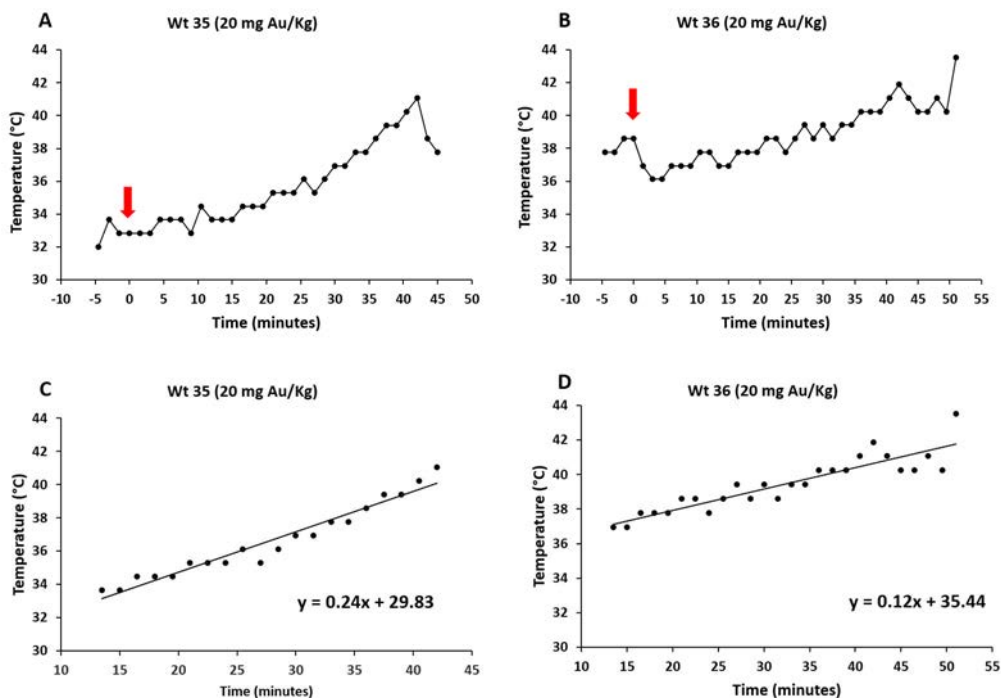 A
Wt 35 (20 mg Au/Kg)
44
42
40
38
36
34
32
30
Temperature (°C)
-10 -5 0 5 10 15 20 25 30 35 40 45 50
Time (minutes)
B
Wt 36 (20 mg Au/Kg)
44
42
40
38
36
34
32
30
Temperature (°C)
-10 -5 0 5 10 15 20 25 30 35 40 45 50 55
Time (minutes)
C
Wt 35 (20 mg Au/Kg)
44
42
40
38
36
34
32
30
Temperature (°C)
y = 0.24x + 29.83
10 15 20 25 30 35 40 45 50
Time (minutes)
D
Wt 36 (20 mg Au/Kg)
44
42
40
38
36
34
32
30
Temperature (°C)
y = 0.12x + 35.44
10 15 20 25 30 35 40 45 50 55
Time (minutes)